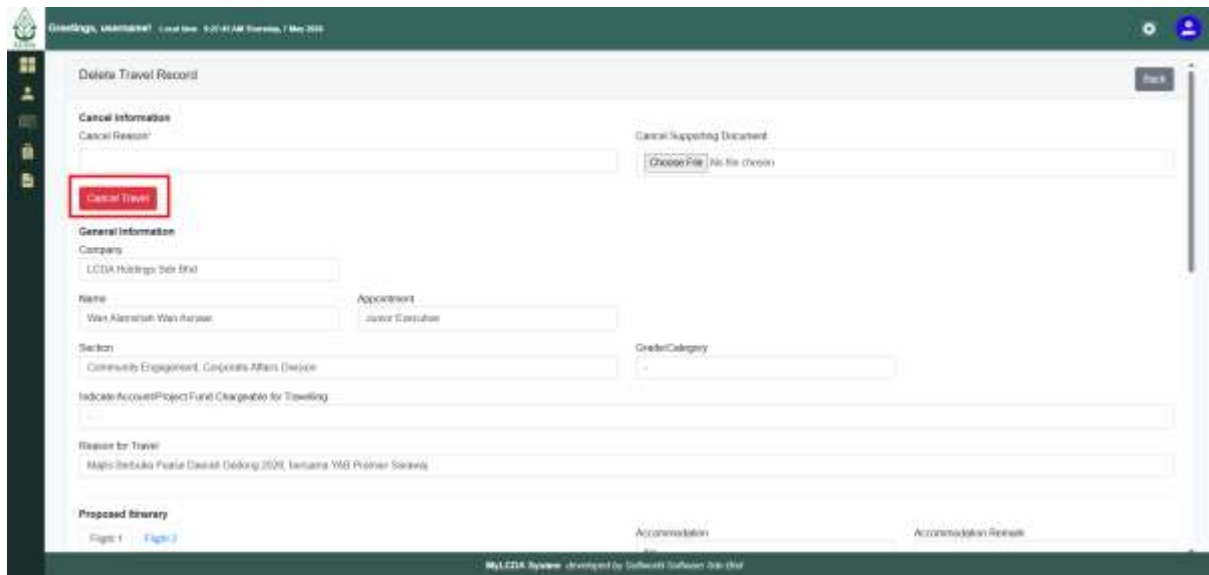 Greetings, username! Local time
Delete Travel Record
Back
Cancel Information
Cancel Reason*
Cancel Supporting Document
Choose File No file chosen
Cancel Travel
General Information
Company
LCDA Holdings Sdn Bhd
Name
Appointment
Wan Wan
Junior Executive
Section
Grade/Category
Community Engagement, Corporate Affairs Division
-
Indicate Account/Project Fund Chargeable for Travelling
-
Reason for Travel
Majlis Berbuka Puasa Daerah Gedong 2026, bersama YAB Premier Sarawak
Proposed Itinerary
Flight 1 Flight 2
Accommodation
Accommodation Remark
MyLCDA System developed by Software Sdn Bhd